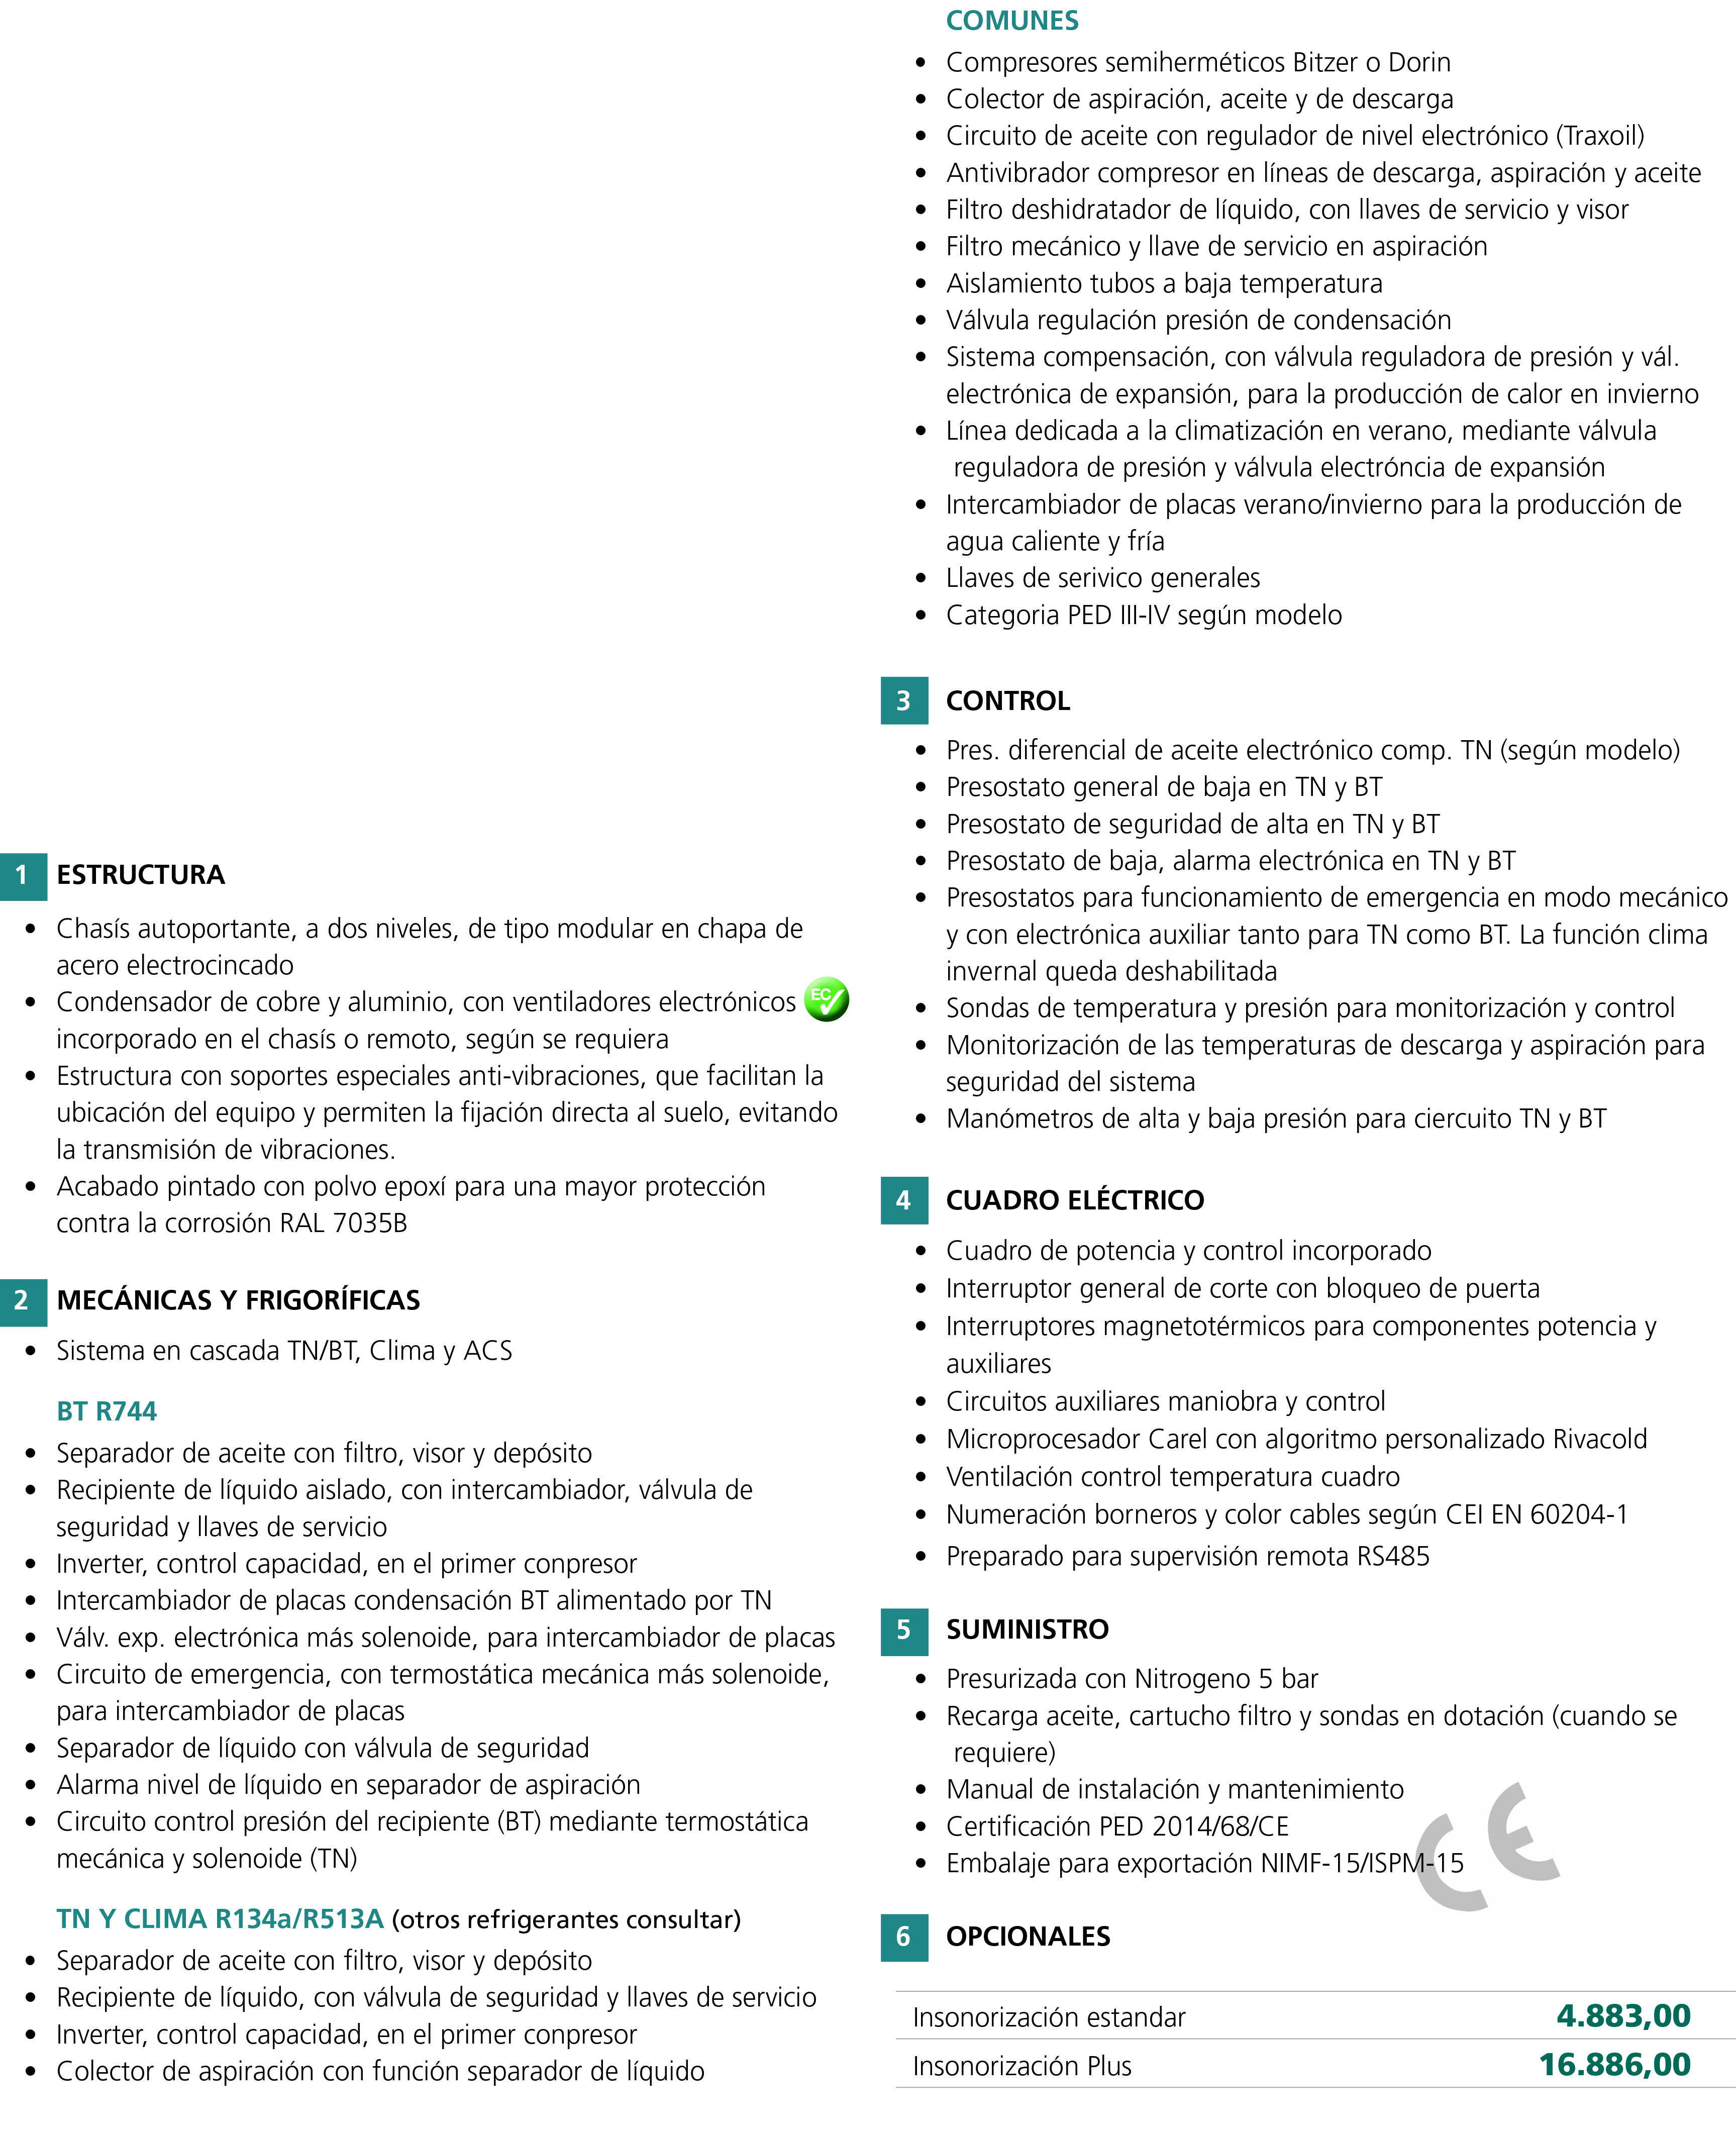 1 ESTRUCTURA
• Chasís autoportante, a dos niveles, de tipo modular en chapa de
acero electrocincado
• Condensador de cobre y aluminio, con ventiladores electrónicos EC
incorporado en el chasís o remoto, según se requiera
• Estructura con soportes especiales anti-vibraciones, que facilitan la
ubicación del equipo y permiten la fijación directa al suelo, evitando
la transmisión de vibraciones.
• Acabado pintado con polvo epoxí para una mayor protección
contra la corrosión RAL 7035B
2 MECÁNICAS Y FRIGORÍFICAS
• Sistema en cascada TN/BT, Clima y ACS
BT R744
• Separador de aceite con filtro, visor y depósito
• Recipiente de líquido aislado, con intercambiador, válvula de
seguridad y llaves de servicio
• Inverter, control capacidad, en el primer conpresor
• Intercambiador de placas condensación BT alimentado por TN
• Válv. exp. electrónica más solenoide, para intercambiador de placas
• Circuito de emergencia, con termostática mecánica más solenoide,
para intercambiador de placas
• Separador de líquido con válvula de seguridad
• Alarma nivel de líquido en separador de aspiración
• Circuito control presión del recipiente (BT) mediante termostática
mecánica y solenoide (TN)
TN Y CLIMA R134a/R513A (otros refrigerantes consultar)
• Separador de aceite con filtro, visor y depósito
• Recipiente de líquido, con válvula de seguridad y llaves de servicio
• Inverter, control capacidad, en el primer conpresor
• Colector de aspiración con función separador de líquido
COMUNES
• Compresores semiherméticos Bitzer o Dorin
• Colector de aspiración, aceite y de descarga
• Circuito de aceite con regulador de nivel electrónico (Traxoil)
• Antivibrador compresor en líneas de descarga, aspiración y aceite
• Filtro deshidratador de líquido, con llaves de servicio y visor
• Filtro mecánico y llave de servicio en aspiración
• Aislamiento tubos a baja temperatura
• Válvula regulación presión de condensación
• Sistema compensación, con válvula reguladora de presión y vál.
electrónica de expansión, para la producción de calor en invierno
• Línea dedicada a la climatización en verano, mediante válvula
reguladora de presión y válvula electróncia de expansión
• Intercambiador de placas verano/invierno para la producción de
agua caliente y fría
• Llaves de serivico generales
• Categoria PED III-IV según modelo
3 CONTROL
• Pres. diferencial de aceite electrónico comp. TN (según modelo)
• Presostato general de baja en TN y BT
• Presostato de seguridad de alta en TN y BT
• Presostato de baja, alarma electrónica en TN y BT
• Presostatos para funcionamiento de emergencia en modo mecánico
y con electrónica auxiliar tanto para TN como BT. La función clima
invernal queda deshabilitada
• Sondas de temperatura y presión para monitorización y control
• Monitorización de las temperaturas de descarga y aspiración para
seguridad del sistema
• Manómetros de alta y baja presión para ciercuito TN y BT
4 CUADRO ELÉCTRICO
• Cuadro de potencia y control incorporado
• Interruptor general de corte con bloqueo de puerta
• Interruptores magnetotérmicos para componentes potencia y
auxiliares
• Circuitos auxiliares maniobra y control
• Microprocesador Carel con algoritmo personalizado Rivacold
• Ventilación control temperatura cuadro
• Numeración borneros y color cables según CEI EN 60204-1
• Preparado para supervisión remota RS485
5 SUMINISTRO
• Presurizada con Nitrogeno 5 bar
• Recarga aceite, cartucho filtro y sondas en dotación (cuando se
requiere)
• Manual de instalación y mantenimiento
• Certificación PED 2014/68/CE
• Embalaje para exportación NIMF-15/ISPM-15
CE
6 OPCIONALES
Insonorización estandar 4.883,00
Insonorización Plus 16.886,00